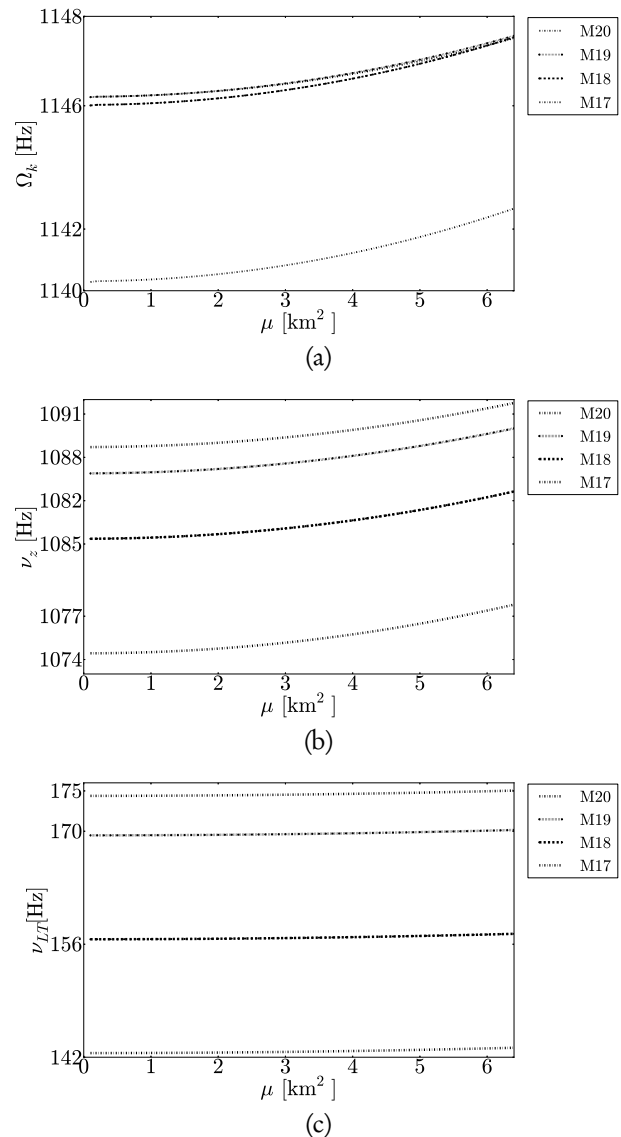 1148
1146
1142
1140
Ω_k [Hz]
0 1 2 3 4 5 6
μ [km²]
M20
M19
M18
M17
(a)
1091
1088
1082
1085
1077
1074
ν_z [Hz]
0 1 2 3 4 5 6
μ [km²]
M20
M19
M18
M17
(b)
175
170
156
142
ν_LT[Hz]
0 1 2 3 4 5 6
μ [km²]
M20
M19
M18
M17
(c)